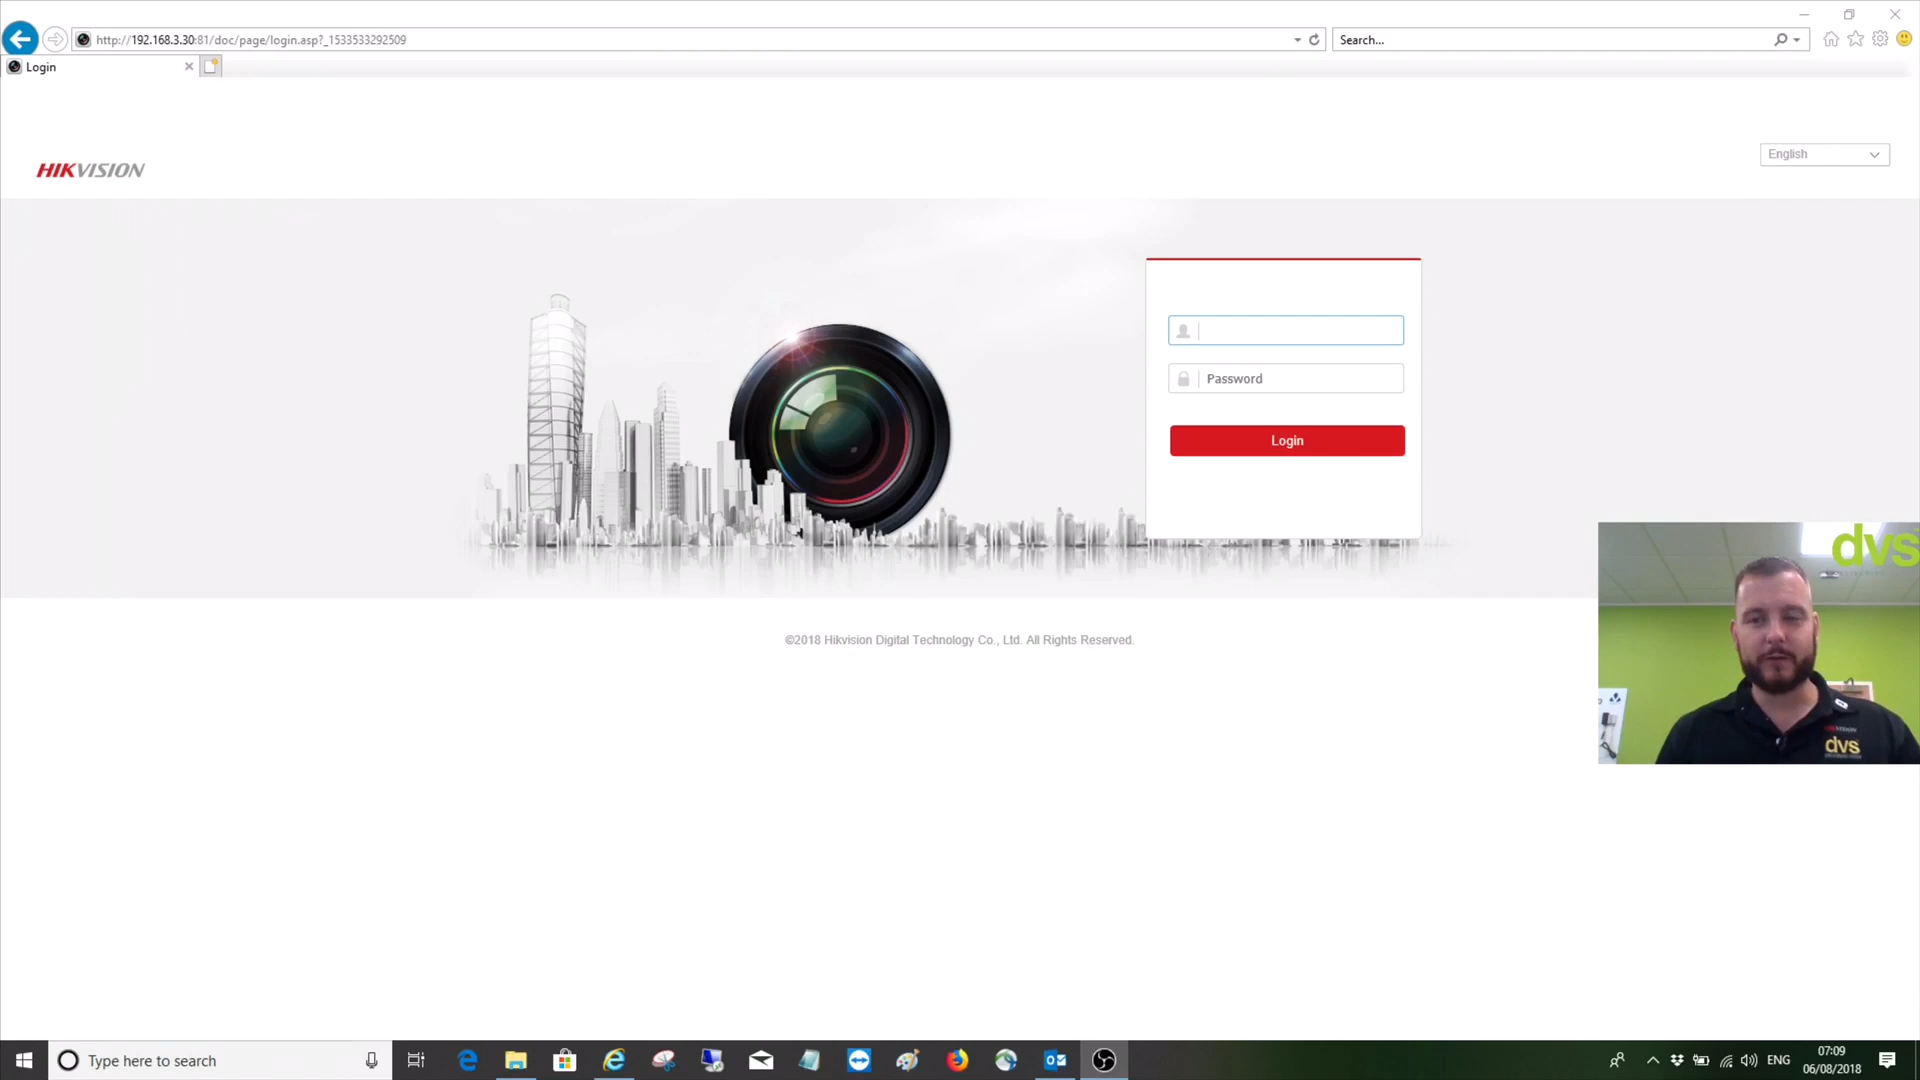 http://192.168.3.30:81/doc/page/login.asp?_1533533292509
Search...
Login
HIKVISION
English
Password
Login
dvs
HIKVISION
dvs
©2018 Hikvision Digital Technology Co., Ltd. All Rights Reserved.
Type here to search
ENG
07:09
06/08/2018